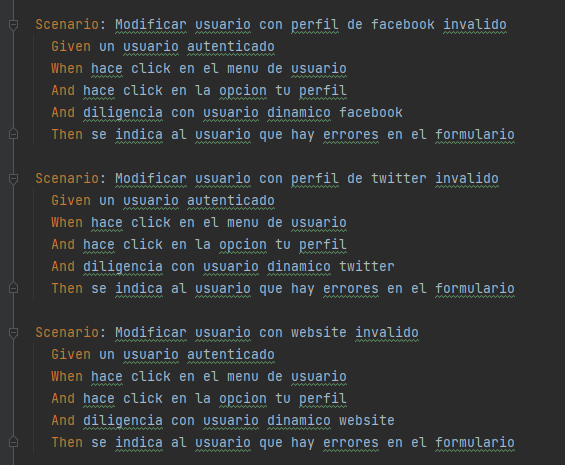 Scenario: Modificar usuario con perfil de facebook invalido
Given un usuario autenticado
When hace click en el menu de usuario
And hace click en la opcion tu perfil
And diligencia con usuario dinamico facebook
Then se indica al usuario que hay errores en el formulario
Scenario: Modificar usuario con perfil de twitter invalido
Given un usuario autenticado
When hace click en el menu de usuario
And hace click en la opcion tu perfil
And diligencia con usuario dinamico twitter
Then se indica al usuario que hay errores en el formulario
Scenario: Modificar usuario con website invalido
Given un usuario autenticado
When hace click en el menu de usuario
And hace click en la opcion tu perfil
And diligencia con usuario dinamico website
Then se indica al usuario que hay errores en el formulario